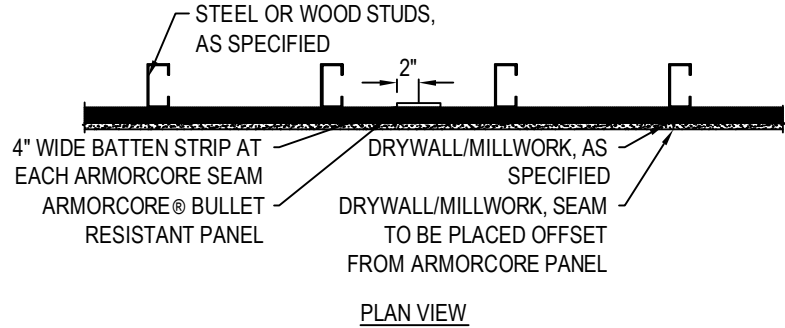 STEEL OR WOOD STUDS,
AS SPECIFIED
2"
4" WIDE BATTEN STRIP AT
EACH ARMORCORE SEAM
ARMORCORE® BULLET
RESISTANT PANEL
DRYWALL/MILLWORK, AS
SPECIFIED
DRYWALL/MILLWORK, SEAM
TO BE PLACED OFFSET
FROM ARMORCORE PANEL
PLAN VIEW